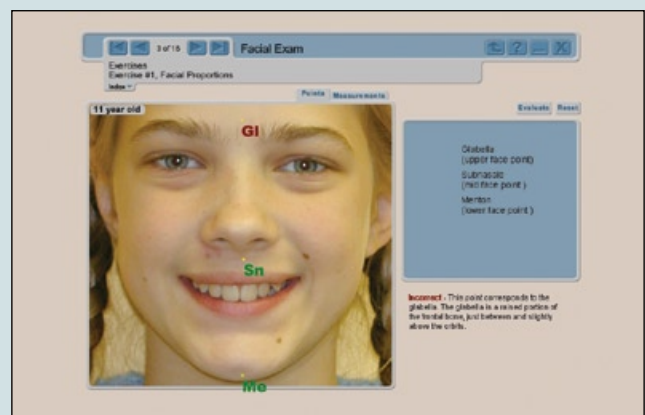 3 of 16
Facial Exam
?
Exercises
Exercise #1, Facial Proportions
Index
Points
Measurements
Evaluate
Reset
11 year old
Gl
Sn
Me
Glabella
(upper face point)
Subnasale
(mid face point )
Menton
(lower face point )
Incorrect - This point corresponds to the
glabella. The glabella is a raised portion of
the frontal bone, just between and slightly
above the orbits.